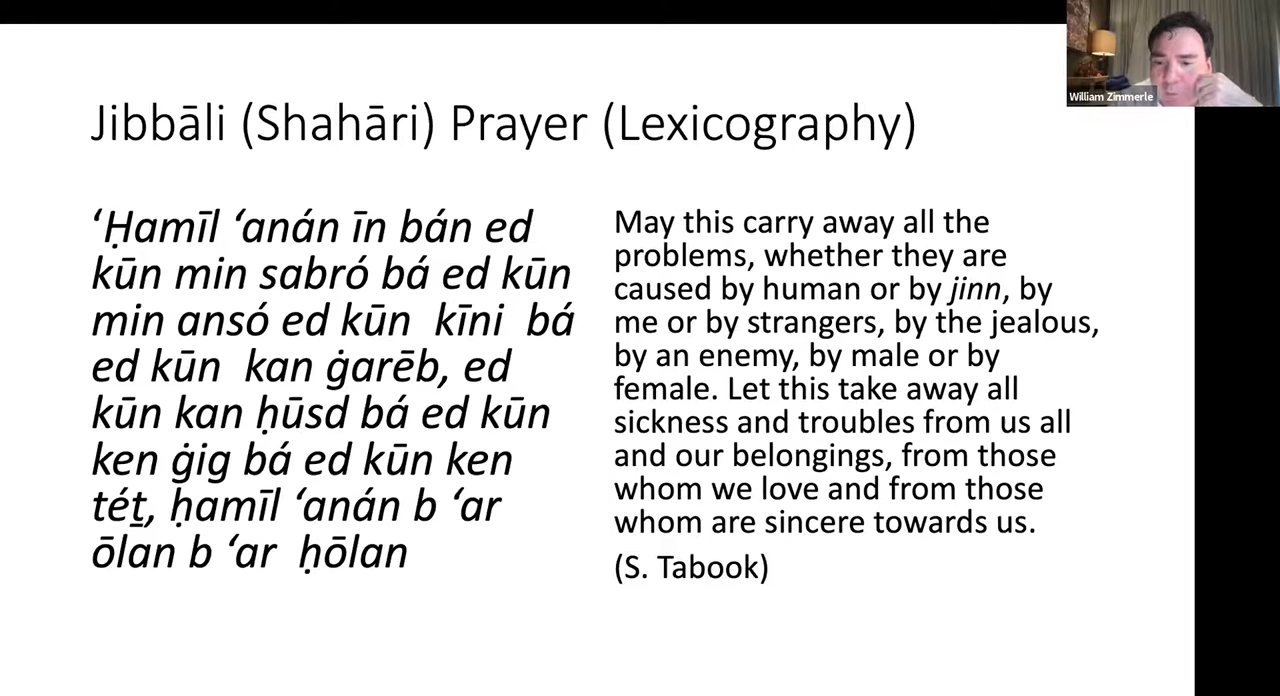 William Zimmerle
Jibbāli (Shahāri) Prayer (Lexicography)
‘Ḥamīl ‘anán īn bán ed
kūn min sabró bá ed kūn
min ansó ed kūn kīni bá
ed kūn kan ġarēb, ed
kūn kan ḥūsd bá ed kūn
ken ġig bá ed kūn ken
téṯ, ḥamīl ‘anán b ‘ar
ōlan b ‘ar ḥōlan
May this carry away all the
problems, whether they are
caused by human or by jinn, by
me or by strangers, by the jealous,
by an enemy, by male or by
female. Let this take away all
sickness and troubles from us all
and our belongings, from those
whom we love and from those
whom are sincere towards us.
(S. Tabook)